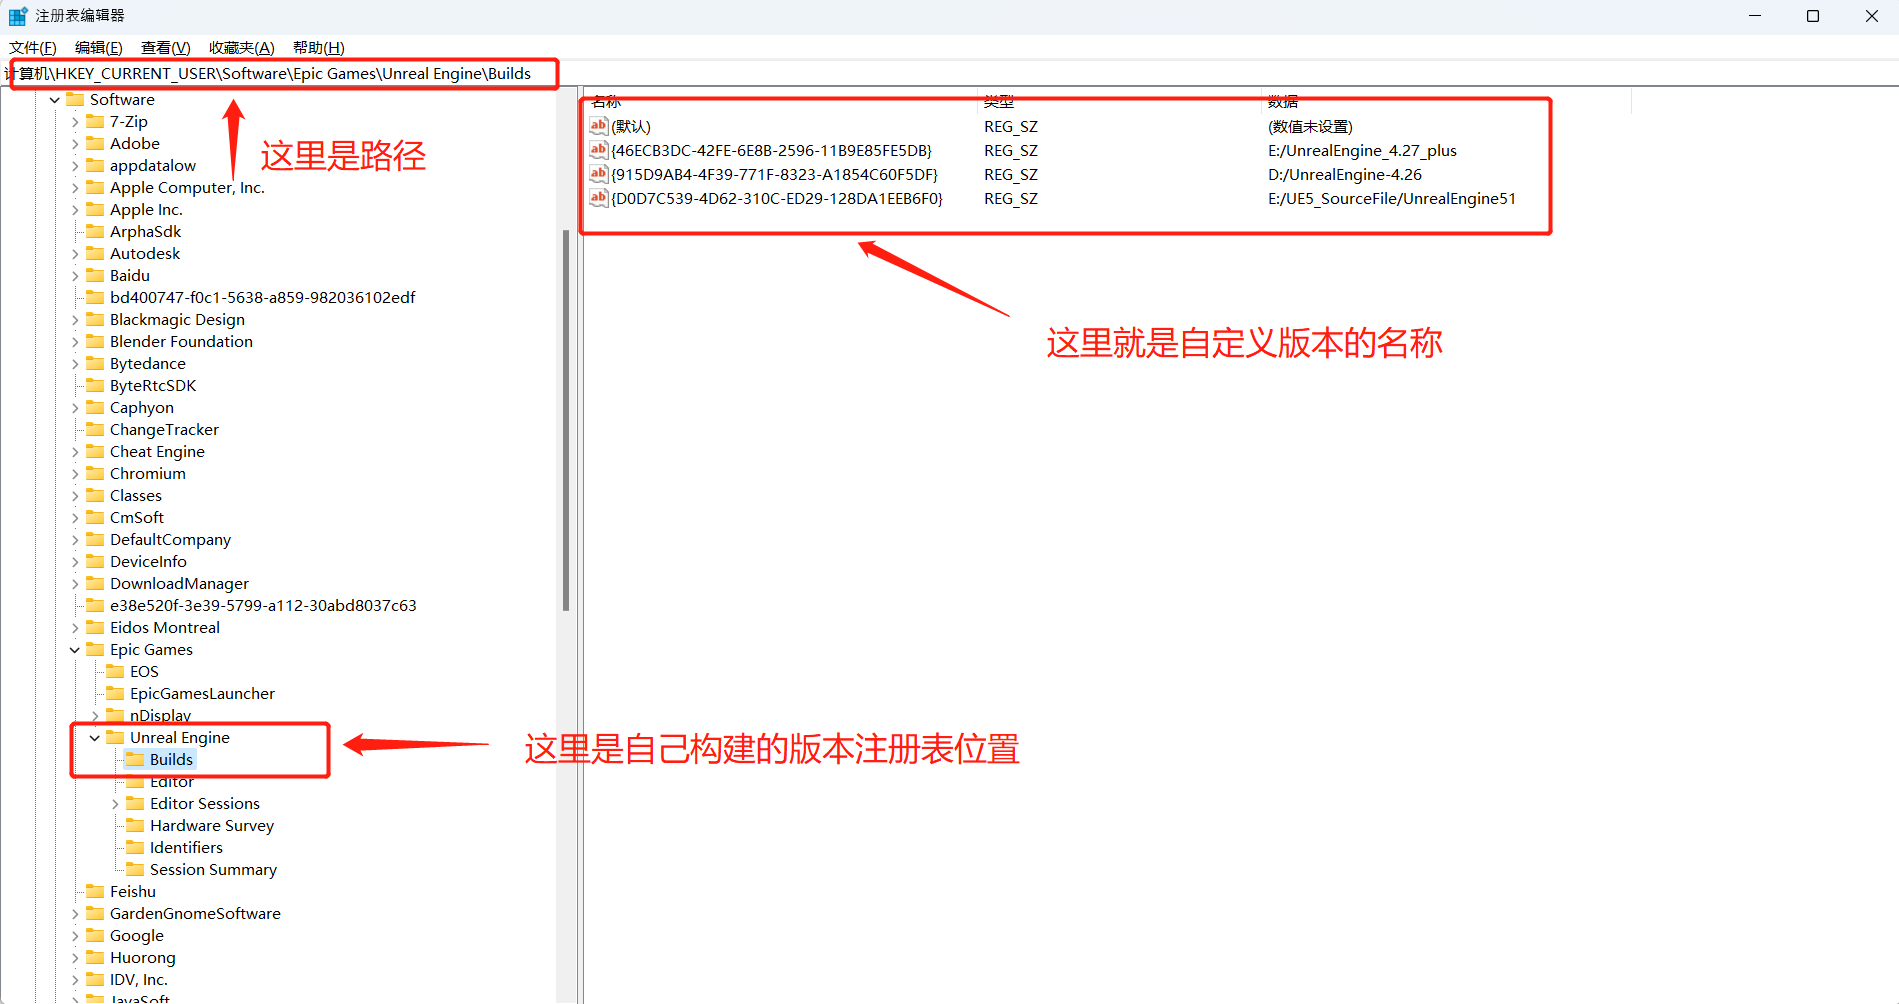 注册表编辑器
文件(F) 编辑(E) 查看(V) 收藏夹(A) 帮助(H)
计算机\HKEY_CURRENT_USER\Software\Epic Games\Unreal Engine\Builds
Software
7-Zip
Adobe
appdatalow
Apple Computer, Inc.
Apple Inc.
ArphaSdk
Autodesk
Baidu
bd400747-f0c1-5638-a859-982036102edf
Blackmagic Design
Blender Foundation
Bytedance
ByteRtcSDK
Caphyon
ChangeTracker
Cheat Engine
Chromium
Classes
CmSoft
DefaultCompany
DeviceInfo
DownloadManager
e38e520f-3e39-5799-a112-30abd8037c63
Eidos Montreal
Epic Games
EOS
EpicGamesLauncher
nDisplay
Unreal Engine
Builds
Editor
Editor Sessions
Hardware Survey
Identifiers
Session Summary
Feishu
GardenGnomeSoftware
Google
Huorong
IDV, Inc.
JavaSoft
这里是路径
名称 类型 数据
(默认) REG_SZ (数值未设置)
{46ECB3DC-42FE-6E8B-2596-11B9E85FE5DB} REG_SZ E:/UnrealEngine_4.27_plus
{915D9AB4-4F39-771F-8323-A1854C60F5DF} REG_SZ D:/UnrealEngine-4.26
{D0D7C539-4D62-310C-ED29-128DA1EEB6F0} REG_SZ E:/UE5_SourceFile/UnrealEngine51
这里就是自定义版本的名称
这里是自己构建的版本注册表位置